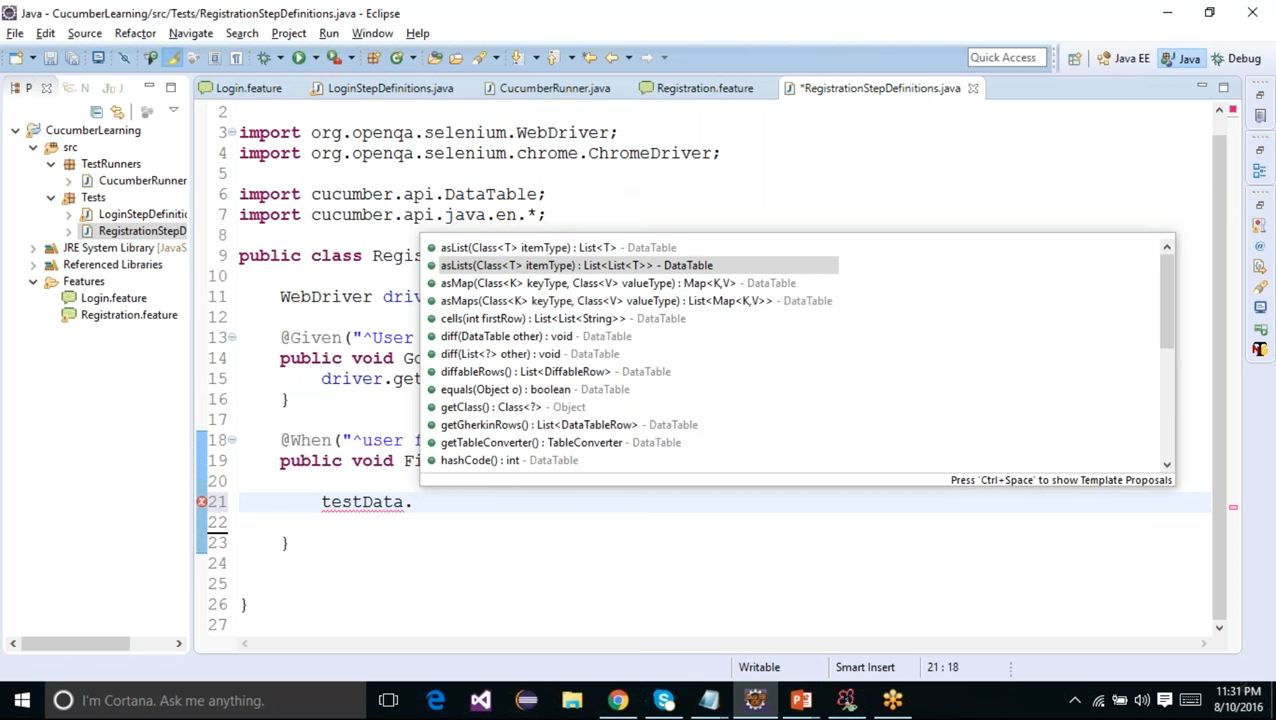 Java - CucumberLearning/src/Tests/RegistrationStepDefinitions.java - Eclipse
File Edit Source Refactor Navigate Search Project Run Window Help
Quick Access Java EE Java Debug
P N J Login.feature LoginStepDefinitions.java CucumberRunner.java Registration.feature *RegistrationStepDefinitions.java
CucumberLearning
src
TestRunners
CucumberRunner
Tests
LoginStepDefinitio
RegistrationStepD
JRE System Library [JavaS
Referenced Libraries
Features
Login.feature
Registration.feature
2
3 import org.openqa.selenium.WebDriver;
4 import org.openqa.selenium.chrome.ChromeDriver;
5
6 import cucumber.api.DataTable;
7 import cucumber.api.java.en.*;
9 public class Regis
10
11 WebDriver driv
12
13 @Given("^User
14 public void Go
15 driver.get
16 }
17
18 @When("^user f
19 public void Fi
20
21 testData.
22
23 }
24
25
26 }
27
asList(Class<T> itemType) : List<T> - DataTable
asLists(Class<T> itemType) : List<List<T>> - DataTable
asMap(Class<K> keyType, Class<V> valueType) : Map<K,V> - DataTable
asMaps(Class<K> keyType, Class<V> valueType) : List<Map<K,V>> - DataTable
cells(int firstRow) : List<List<String>> - DataTable
diff(DataTable other) : void - DataTable
diff(List<?> other) : void - DataTable
diffableRows() : List<DiffableRow> - DataTable
equals(Object o) : boolean - DataTable
getClass() : Class<?> - Object
getGherkinRows() : List<DataTableRow> - DataTable
getTableConverter() : TableConverter - DataTable
hashCode() : int - DataTable
Press 'Ctrl+Space' to show Template Proposals
Writable Smart Insert 21 : 18
I'm Cortana. Ask me anything.
11:31 PM
8/10/2016